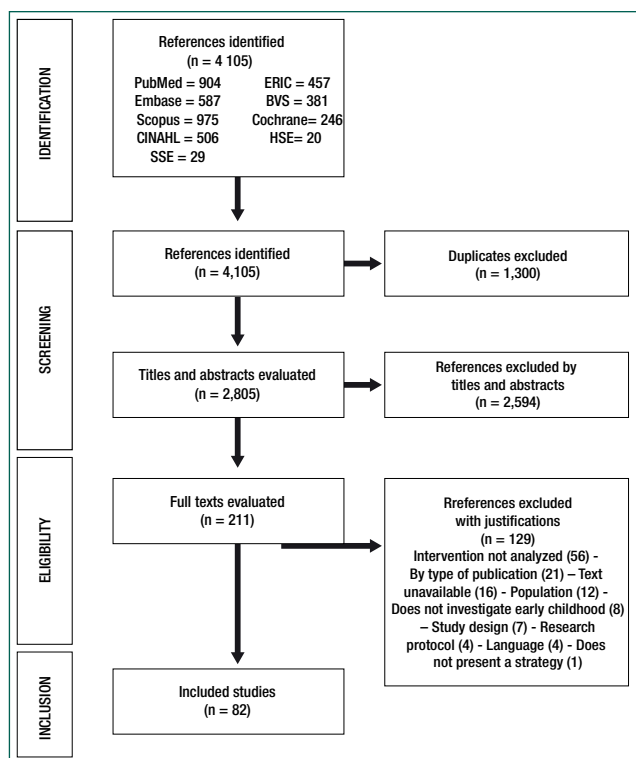 IDENTIFICATION
References identified
(n = 4 105)
PubMed = 904
Embase = 587
Scopus = 975
CINAHL = 506
SSE = 29
ERIC = 457
BVS = 381
Cochrane= 246
HSE= 20
SCREENING
References identified
(n = 4,105)
Duplicates excluded
(n = 1,300)
Titles and abstracts evaluated
(n = 2,805)
References excluded by
titles and abstracts
(n = 2,594)
ELIGIBILITY
Full texts evaluated
(n = 211)
Rreferences excluded
with justifications
(n = 129)
Intervention not analyzed (56) -
By type of publication (21) – Text
unavailable (16) - Population (12) -
Does not investigate early childhood (8)
– Study design (7) - Research
protocol (4) - Language (4) - Does
not present a strategy (1)
INCLUSION
Included studies
(n = 82)